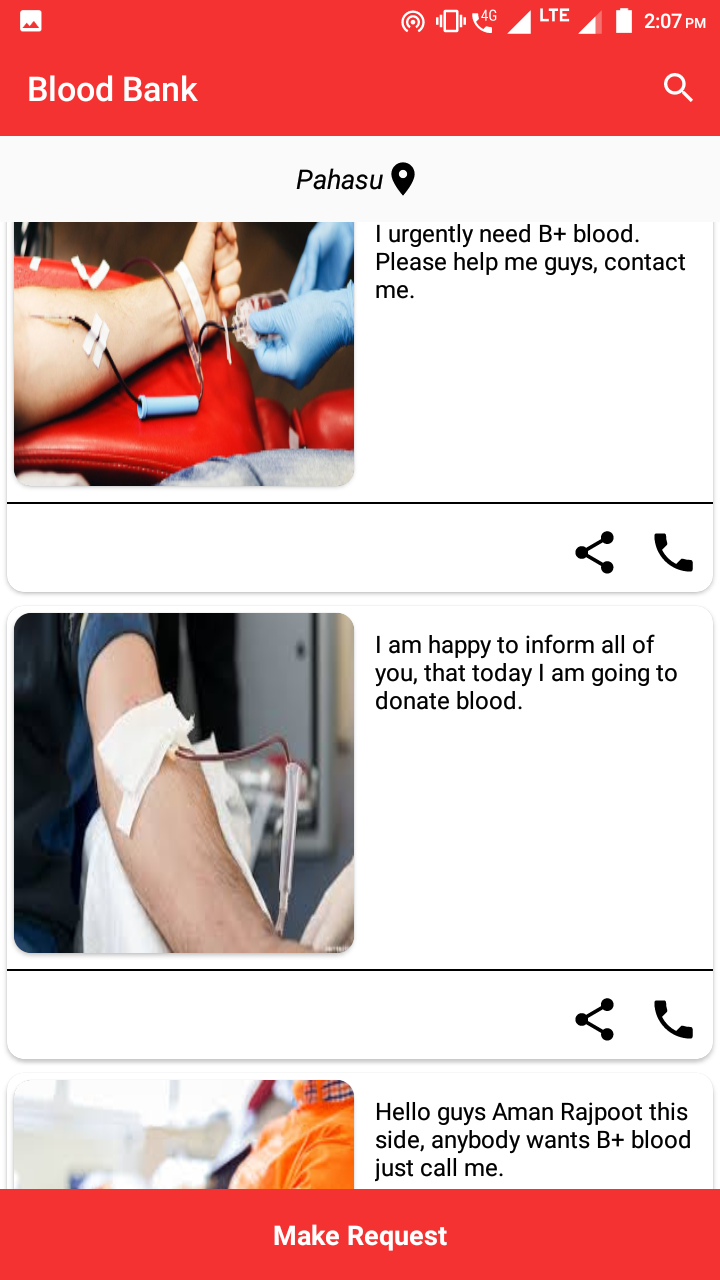 4G LTE 2:07 PM
Blood Bank
Pahasu
I urgently need B+ blood.
Please help me guys, contact
me.
I am happy to inform all of
you, that today I am going to
donate blood.
Hello guys Aman Rajpoot this
side, anybody wants B+ blood
just call me.
Make Request